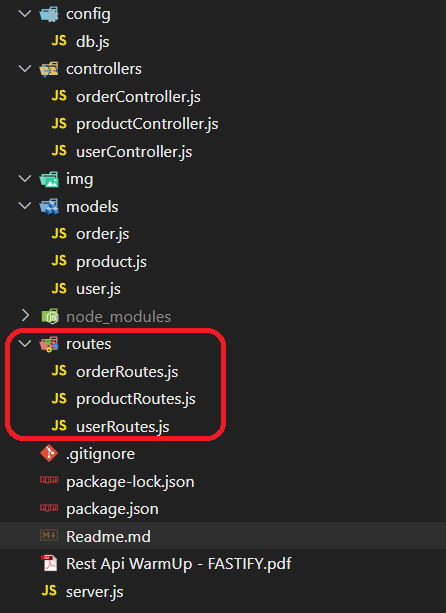 config
JS db.js
controllers
JS orderController.js
JS productController.js
JS userController.js
img
models
JS order.js
JS product.js
JS user.js
node_modules
routes
JS orderRoutes.js
JS productRoutes.js
JS userRoutes.js
.gitignore
package-lock.json
package.json
Readme.md
Rest Api WarmUp - FASTIFY.pdf
JS server.js